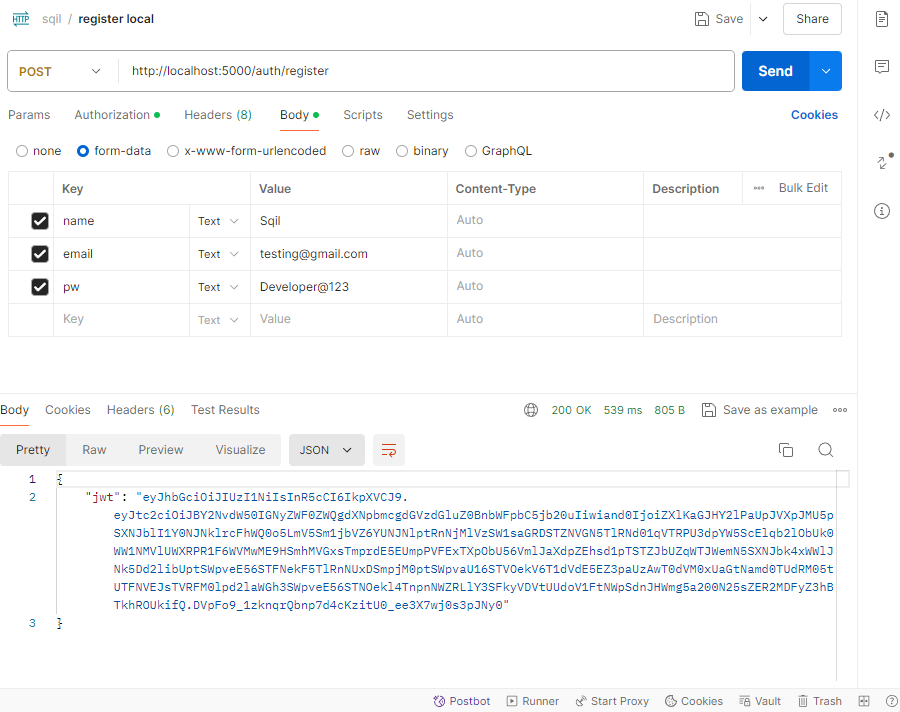 HTTP sqil / register local Save Share
POST http://localhost:5000/auth/register Send
Params Authorization Headers (8) Body Scripts Settings Cookies
none form-data x-www-form-urlencoded raw binary GraphQL
Key Value Content-Type Description ••• Bulk Edit
name Text Sqil Auto
email Text testing@gmail.com Auto
pw Text Developer@123 Auto
Key Text Value Auto Description
Body Cookies Headers (6) Test Results 200 OK 539 ms 805 B Save as example •••
Pretty Raw Preview Visualize JSON
1 {
2 "jwt": "eyJhbGciOiJIUzI1NiIsInR5cCI6IkpXVCJ9.
3 }
Postbot Runner Start Proxy Cookies Vault Trash